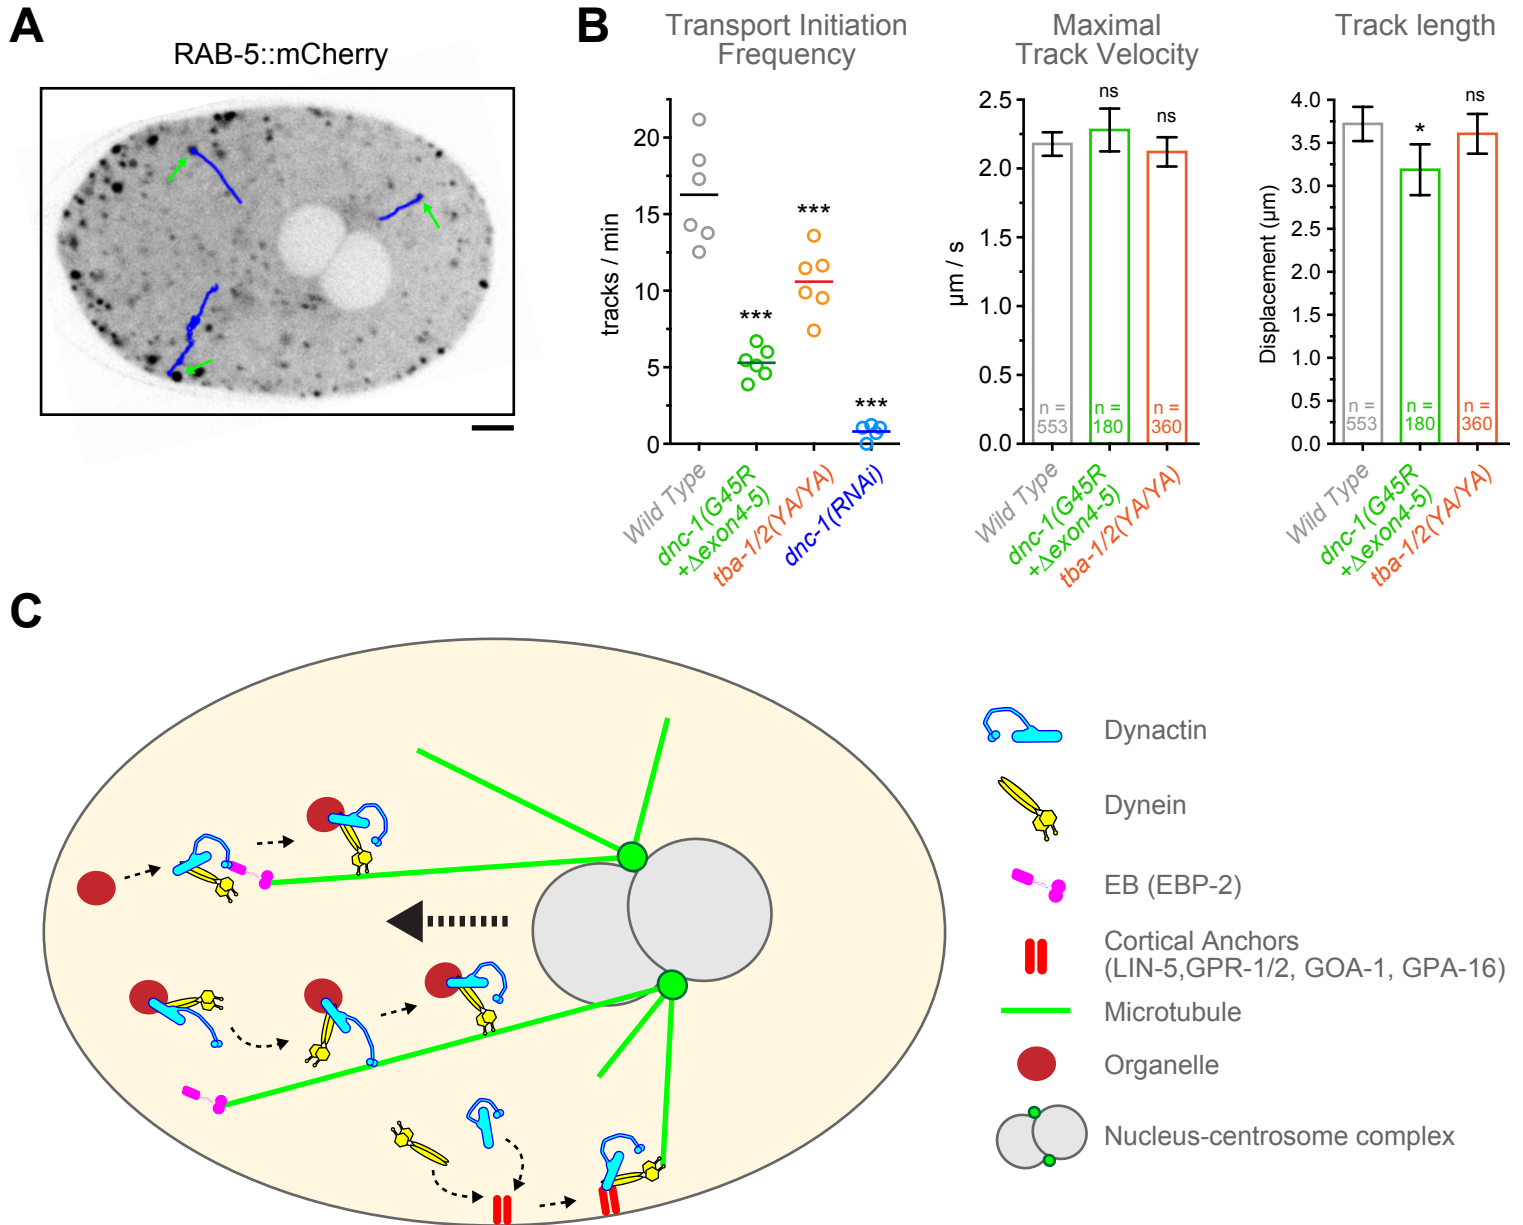 A
RAB-5::mCherry
B
Transport Initiation
Frequency
tracks / min
20
15
10
5
0
***
***
***
Wild Type
dnc-1(G45R
+Δexon4-5)
tba-1/2(YA/YA)
dnc-1(RNAi)
Maximal
Track Velocity
µm / s
2.5
2.0
1.5
1.0
0.5
0.0
ns
ns
n =
553
n =
180
n =
360
Wild Type
dnc-1(G45R
+Δexon4-5)
tba-1/2(YA/YA)
Track length
Displacement (µm)
4.0
3.5
3.0
2.5
2.0
1.5
1.0
0.5
0.0
*
ns
n =
553
n =
180
n =
360
Wild Type
dnc-1(G45R
+Δexon4-5)
tba-1/2(YA/YA)
C
Dynactin
Dynein
EB (EBP-2)
Cortical Anchors
(LIN-5,GPR-1/2, GOA-1, GPA-16)
Microtubule
Organelle
Nucleus-centrosome complex